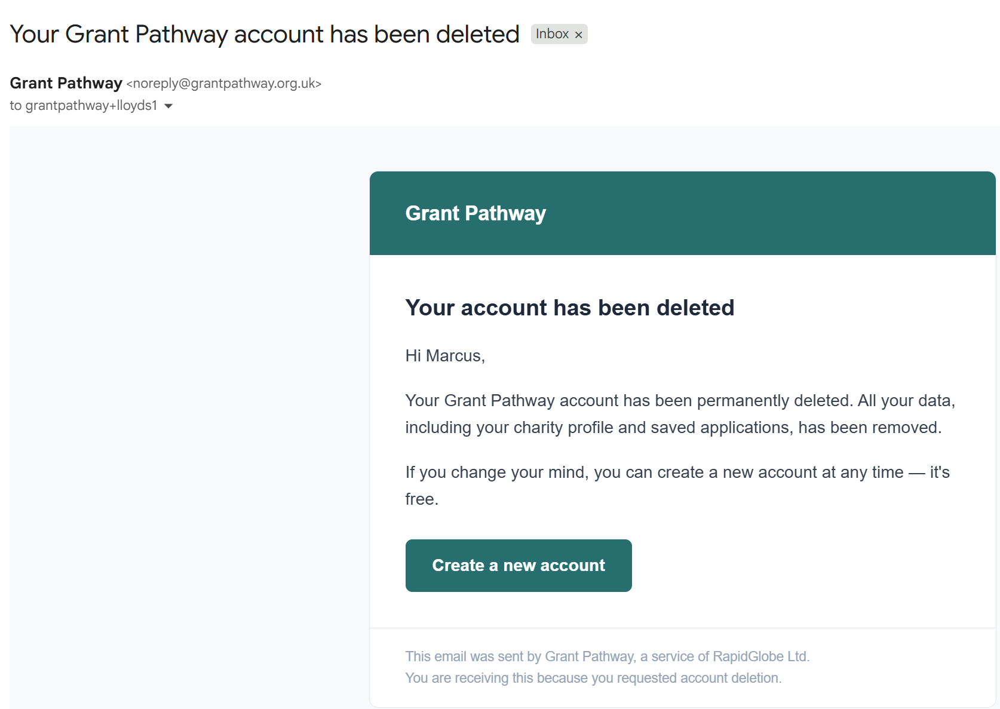 Your Grant Pathway account has been deleted Inbox ×
Grant Pathway <noreply@grantpathway.org.uk>
to grantpathway+lloyds1
Grant Pathway
Your account has been deleted
Hi Marcus,
Your Grant Pathway account has been permanently deleted. All your data,
including your charity profile and saved applications, has been removed.
If you change your mind, you can create a new account at any time — it's
free.
Create a new account
This email was sent by Grant Pathway, a service of RapidGlobe Ltd.
You are receiving this because you requested account deletion.